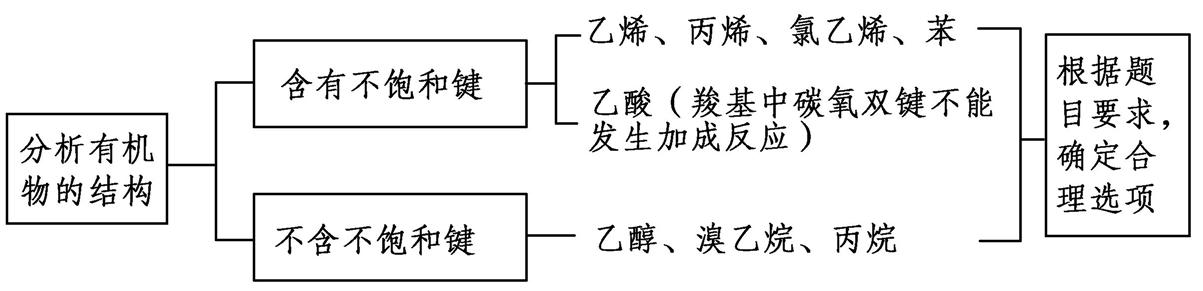 分析有机
物的结构
含有不饱和键
不含不饱和键
乙烯、丙烯、氯乙烯、苯
乙酸（羧基中碳氧双键不能
发生加成反应）
乙醇、溴乙烷、丙烷
根据题
目要求，
确定合
理选项